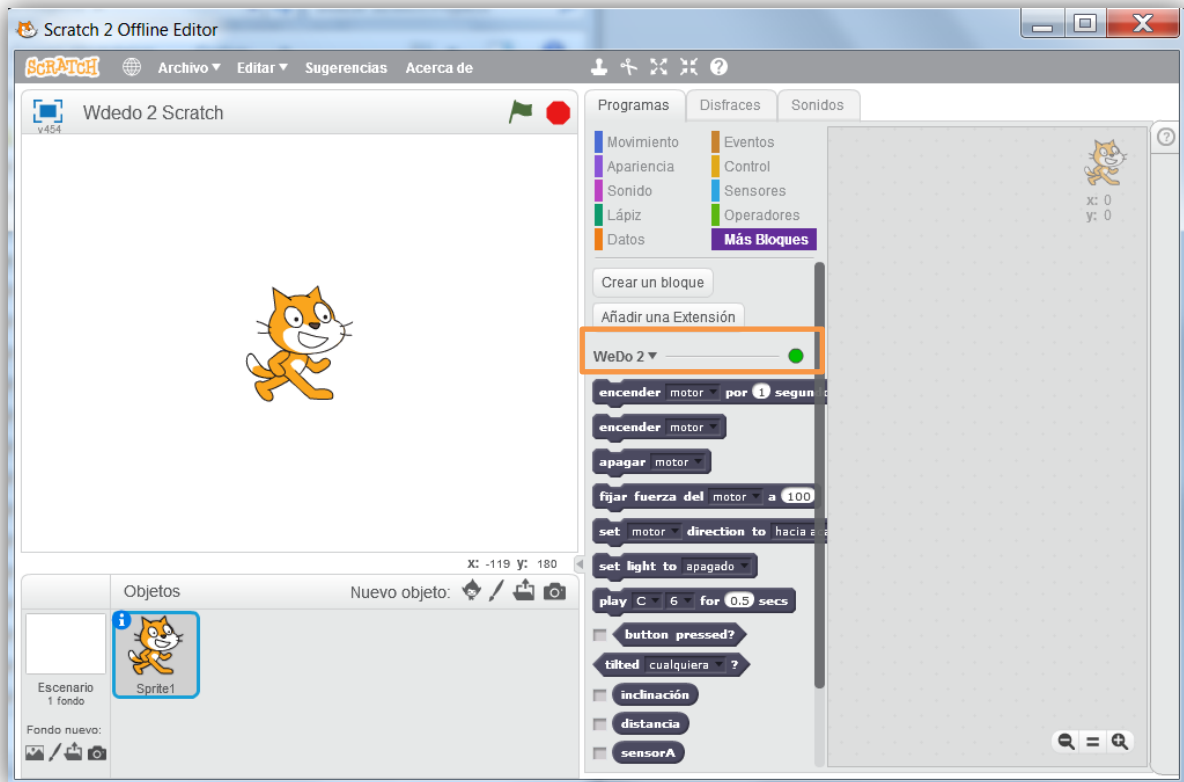 Scratch 2 Offline Editor
SCRATCH Archivo Editar Sugerencias Acerca de
v454 Wdedo 2 Scratch
Programas Disfraces Sonidos
Movimiento Eventos
Apariencia Control
Sonido Sensores
Lápiz Operadores
Datos Más Bloques
x: 0
y: 0
Crear un bloque
Añadir una Extensión
WeDo 2
encender motor por 1 segun
encender motor
apagar motor
fijar fuerza del motor a 100
set motor direction to hacia a
set light to apagado
play C 6 for 0.5 secs
button pressed?
tilted cualquiera ?
inclinación
distancia
sensorA
X: -119 y: 180
Objetos Nuevo objeto:
Escenario
1 fondo
Sprite1
Fondo nuevo: